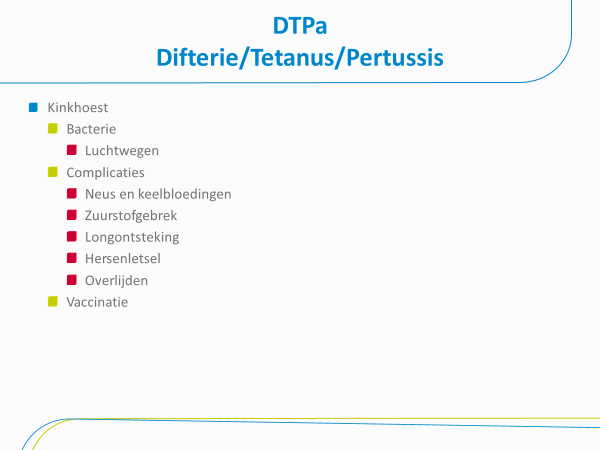 DTPa
Difterie/Tetanus/Pertussis
Kinkhoest
Bacterie
Luchtwegen
Complicaties
Neus en keelbloedingen
Zuurstofgebrek
Longontsteking
Hersenletsel
Overlijden
Vaccinatie